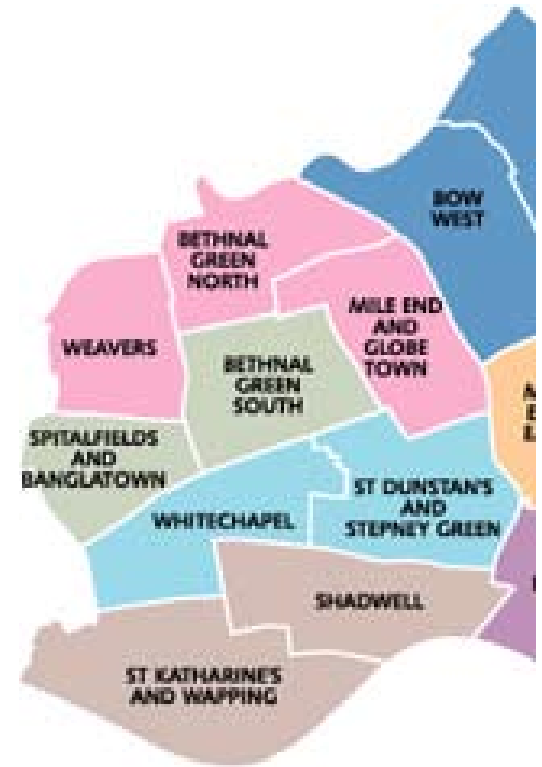 BOW
WEST
BETHNAL
GREEN
NORTH
MILE END
AND
GLOBE
TOWN
WEAVERS
BETHNAL
GREEN
SOUTH
SPITALFIELDS
AND
BANGLATOWN
ST DUNSTAN'S
AND
STEPNEY GREEN
WHITECHAPEL
SHADWELL
ST KATHARINE'S
AND WAPPING